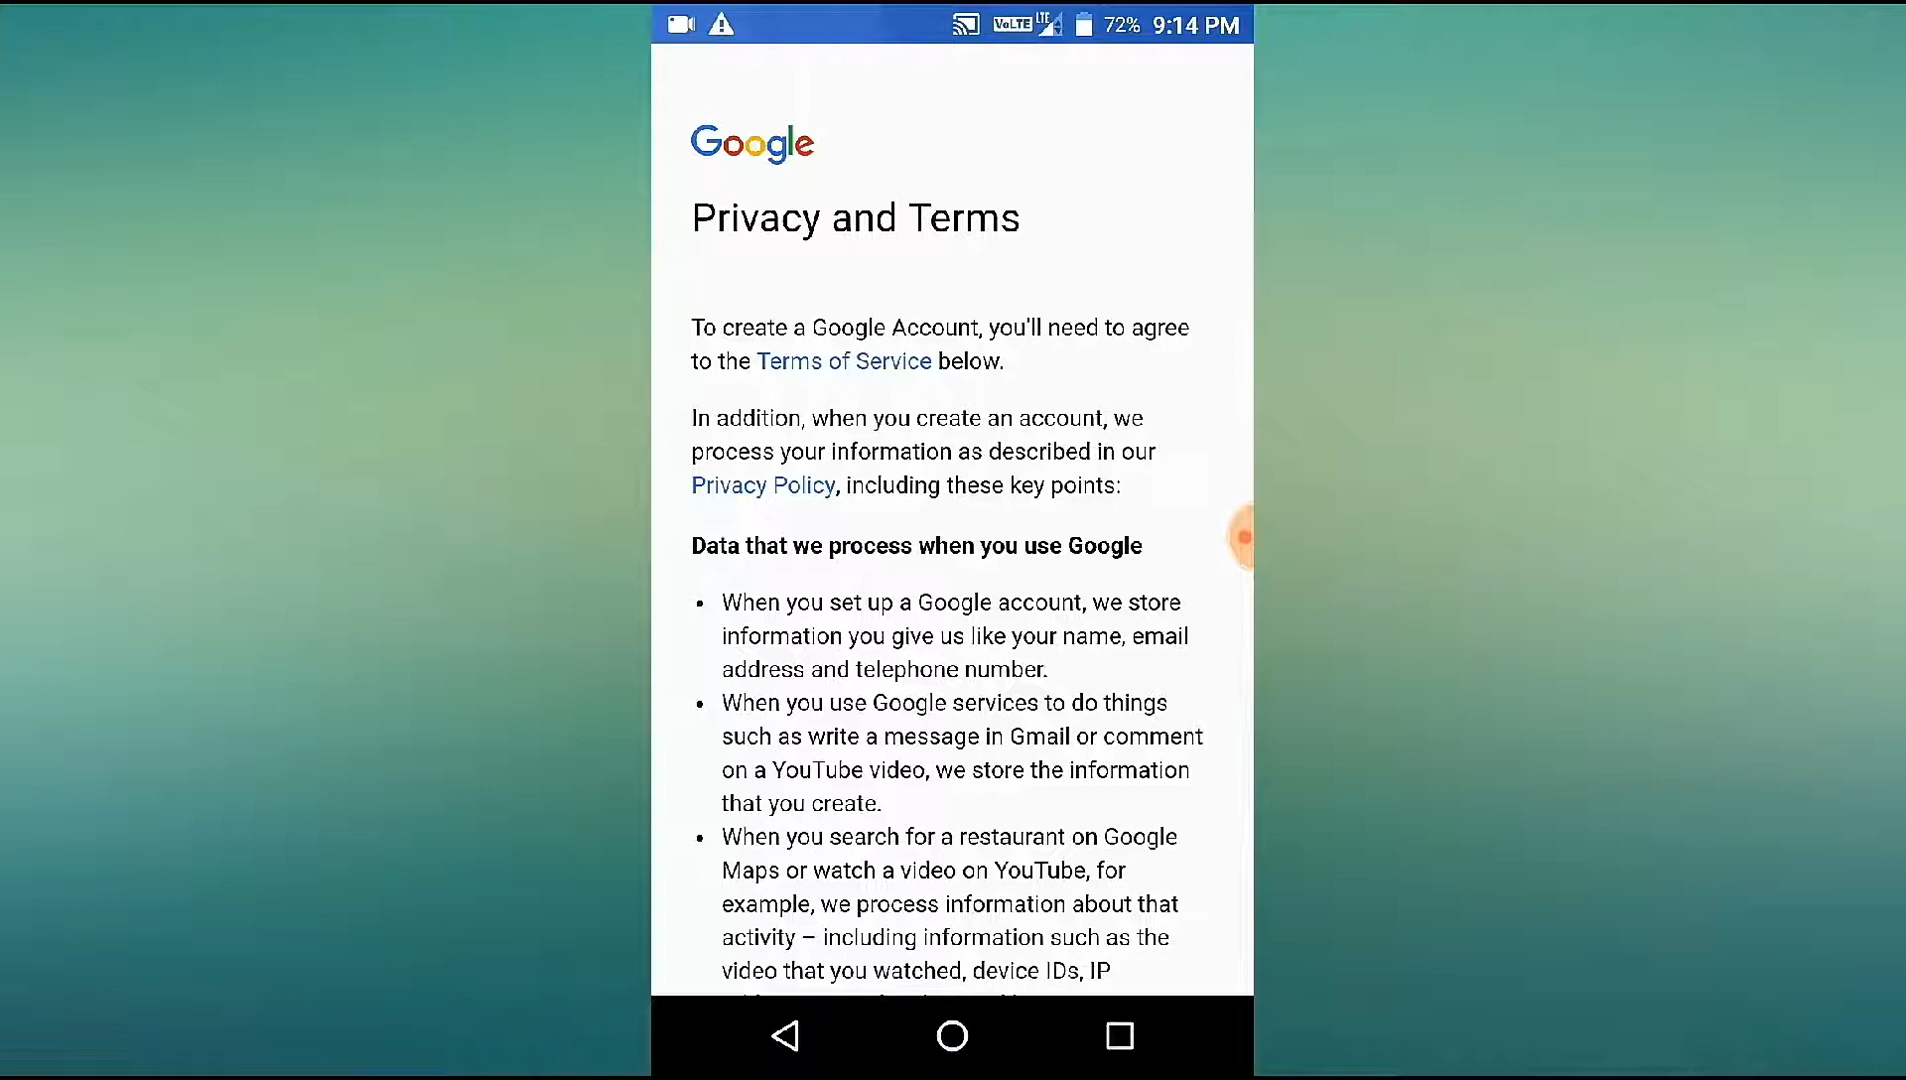 VoLTE LTE 72% 9:14 PM
Google
Privacy and Terms
To create a Google Account, you'll need to agree
to the Terms of Service below.
In addition, when you create an account, we
process your information as described in our
Privacy Policy, including these key points:
Data that we process when you use Google
• When you set up a Google account, we store
information you give us like your name, email
address and telephone number.
• When you use Google services to do things
such as write a message in Gmail or comment
on a YouTube video, we store the information
that you create.
• When you search for a restaurant on Google
Maps or watch a video on YouTube, for
example, we process information about that
activity – including information such as the
video that you watched, device IDs, IP